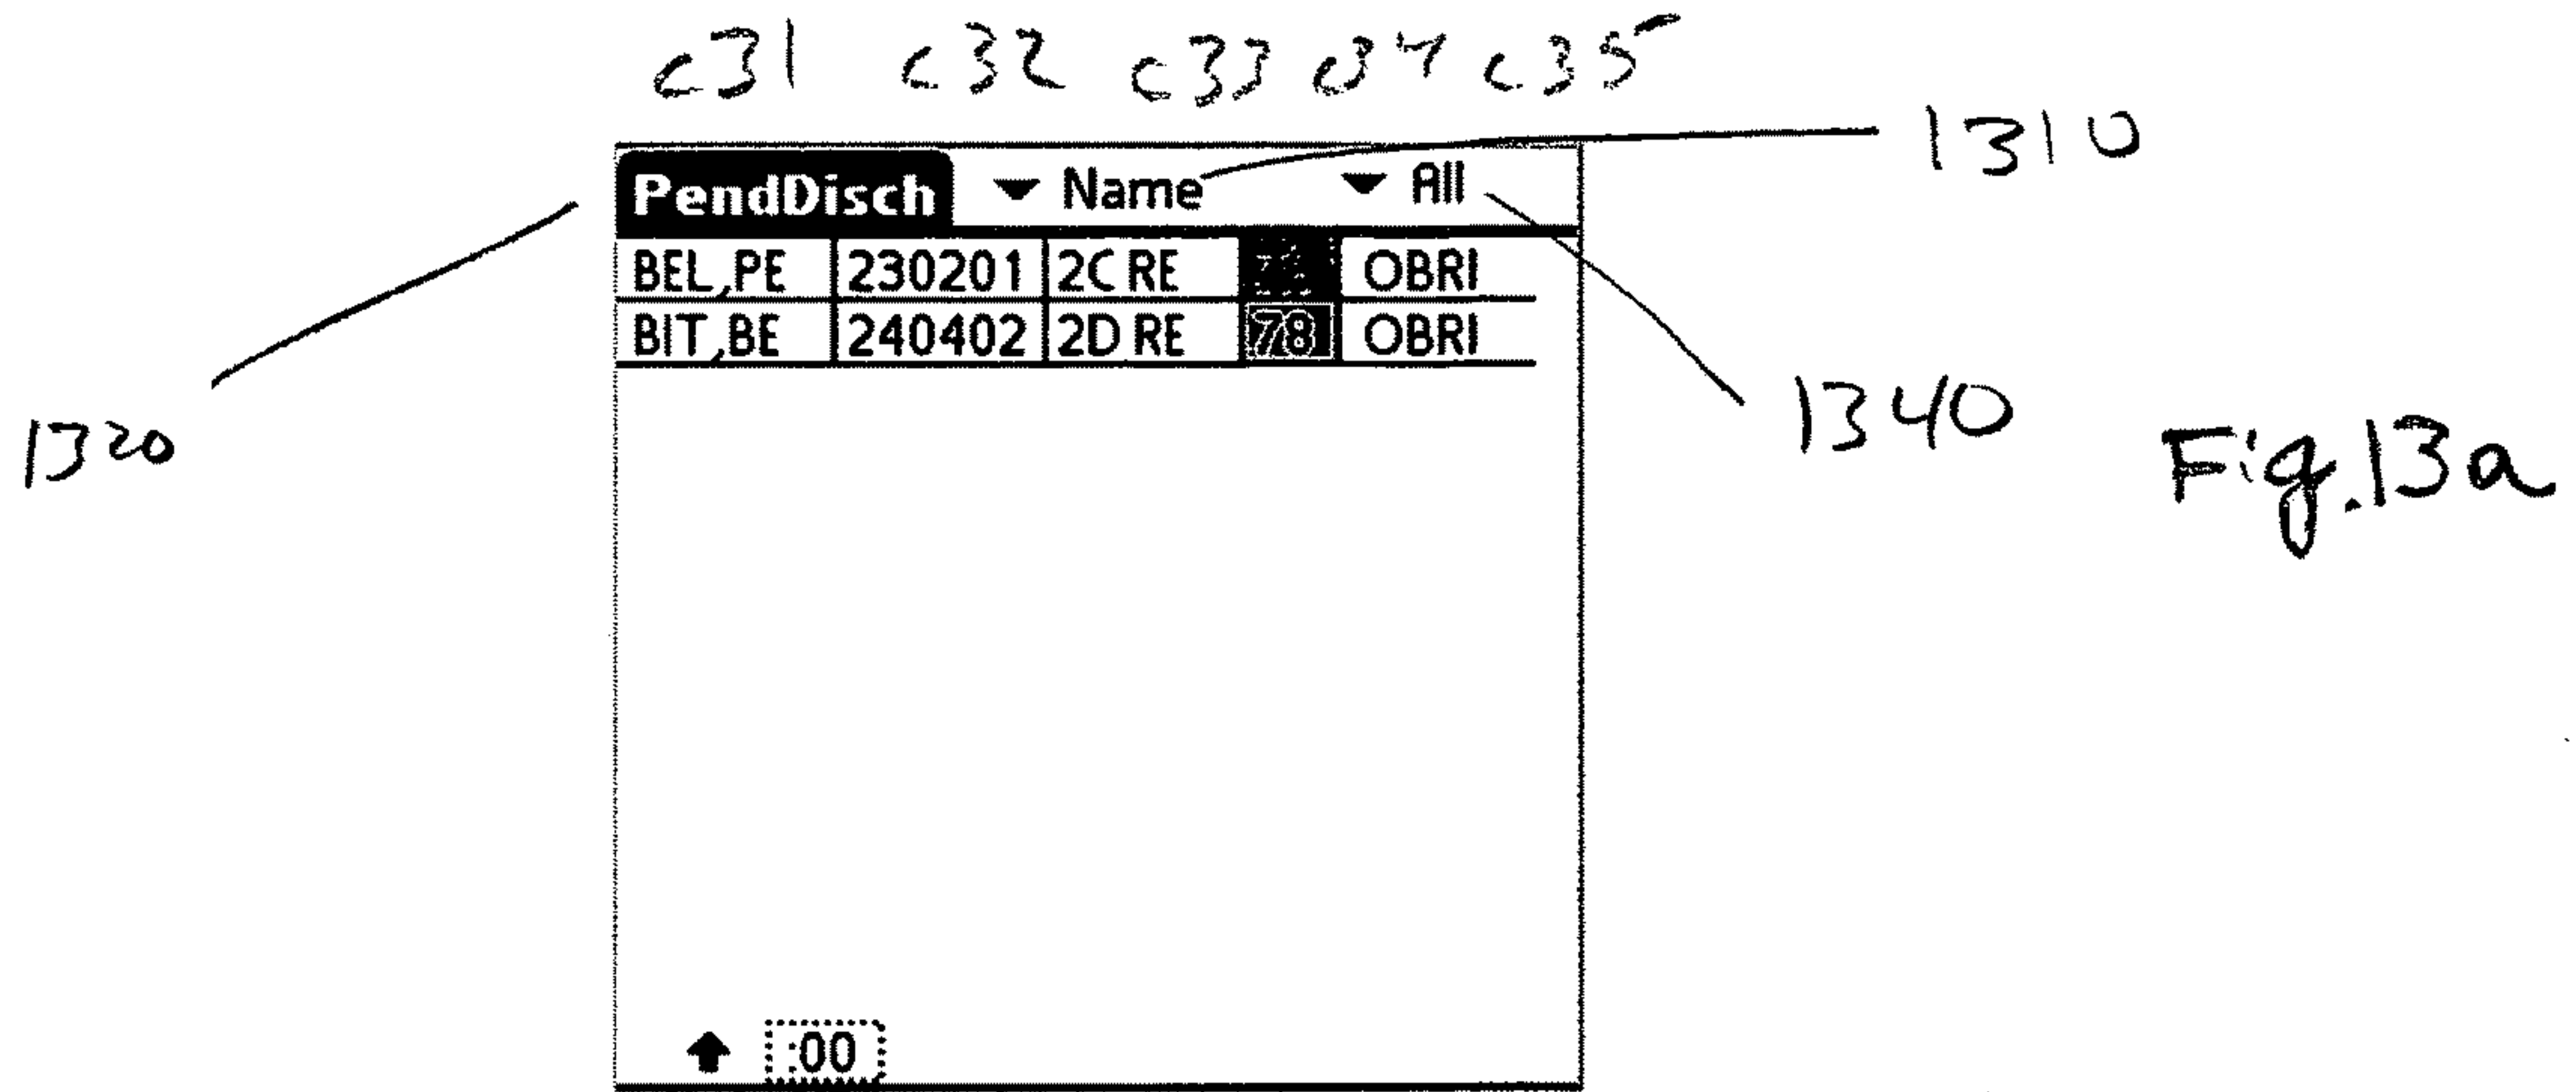 c31 c32 c33 c34 c35
1310
PendDisch Name All
BEL,PE 230201 2C RE OBRI
BIT,BE 240402 2D RE 78 OBRI
1320
1340
Fig.13a
:00